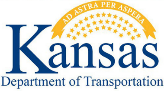 AD ASTRA PER ASPERA
Kansas
Department of Transportation